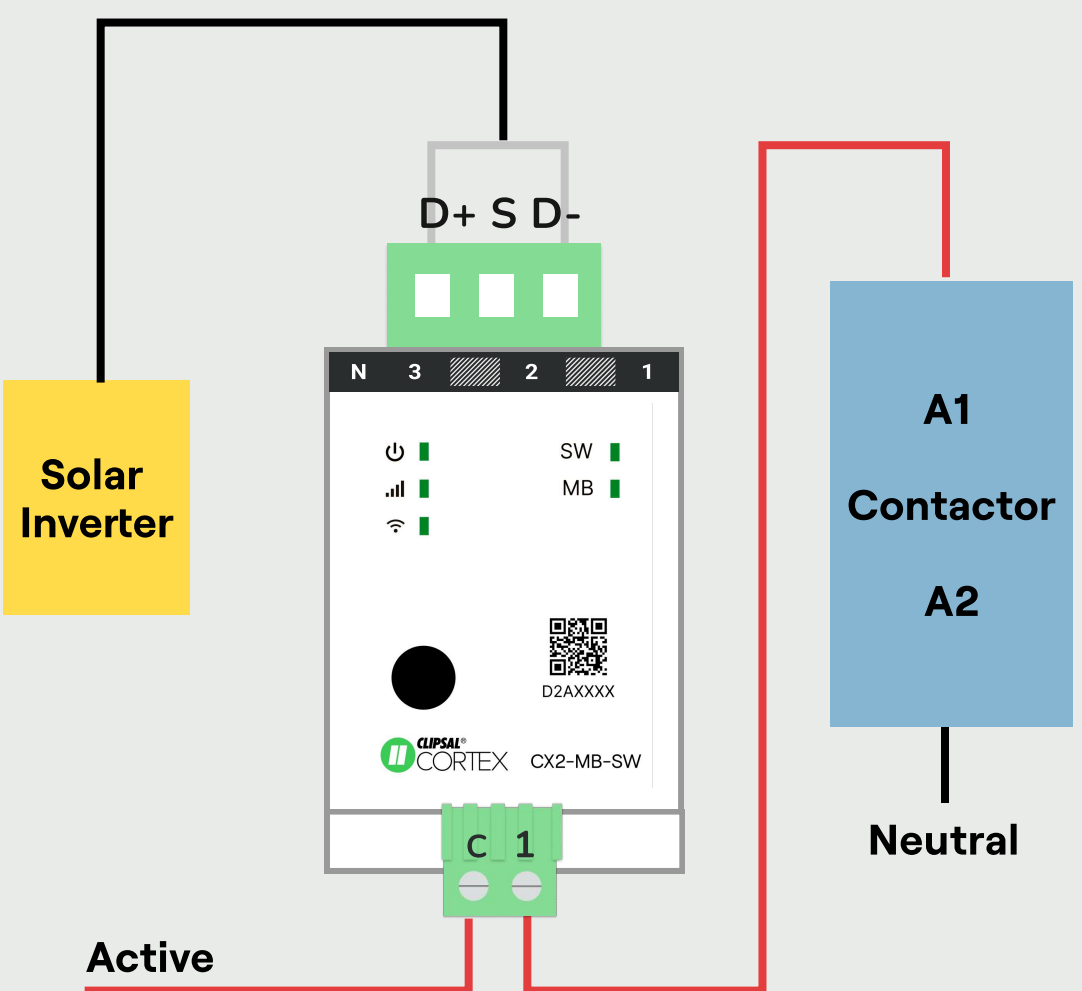 D+ S D-
N 3 2 1
SW
MB
Solar
Inverter
A1
Contactor
A2
D2AXXXX
CLIPSAL®
CORTEX
CX2-MB-SW
C 1
Neutral
Active